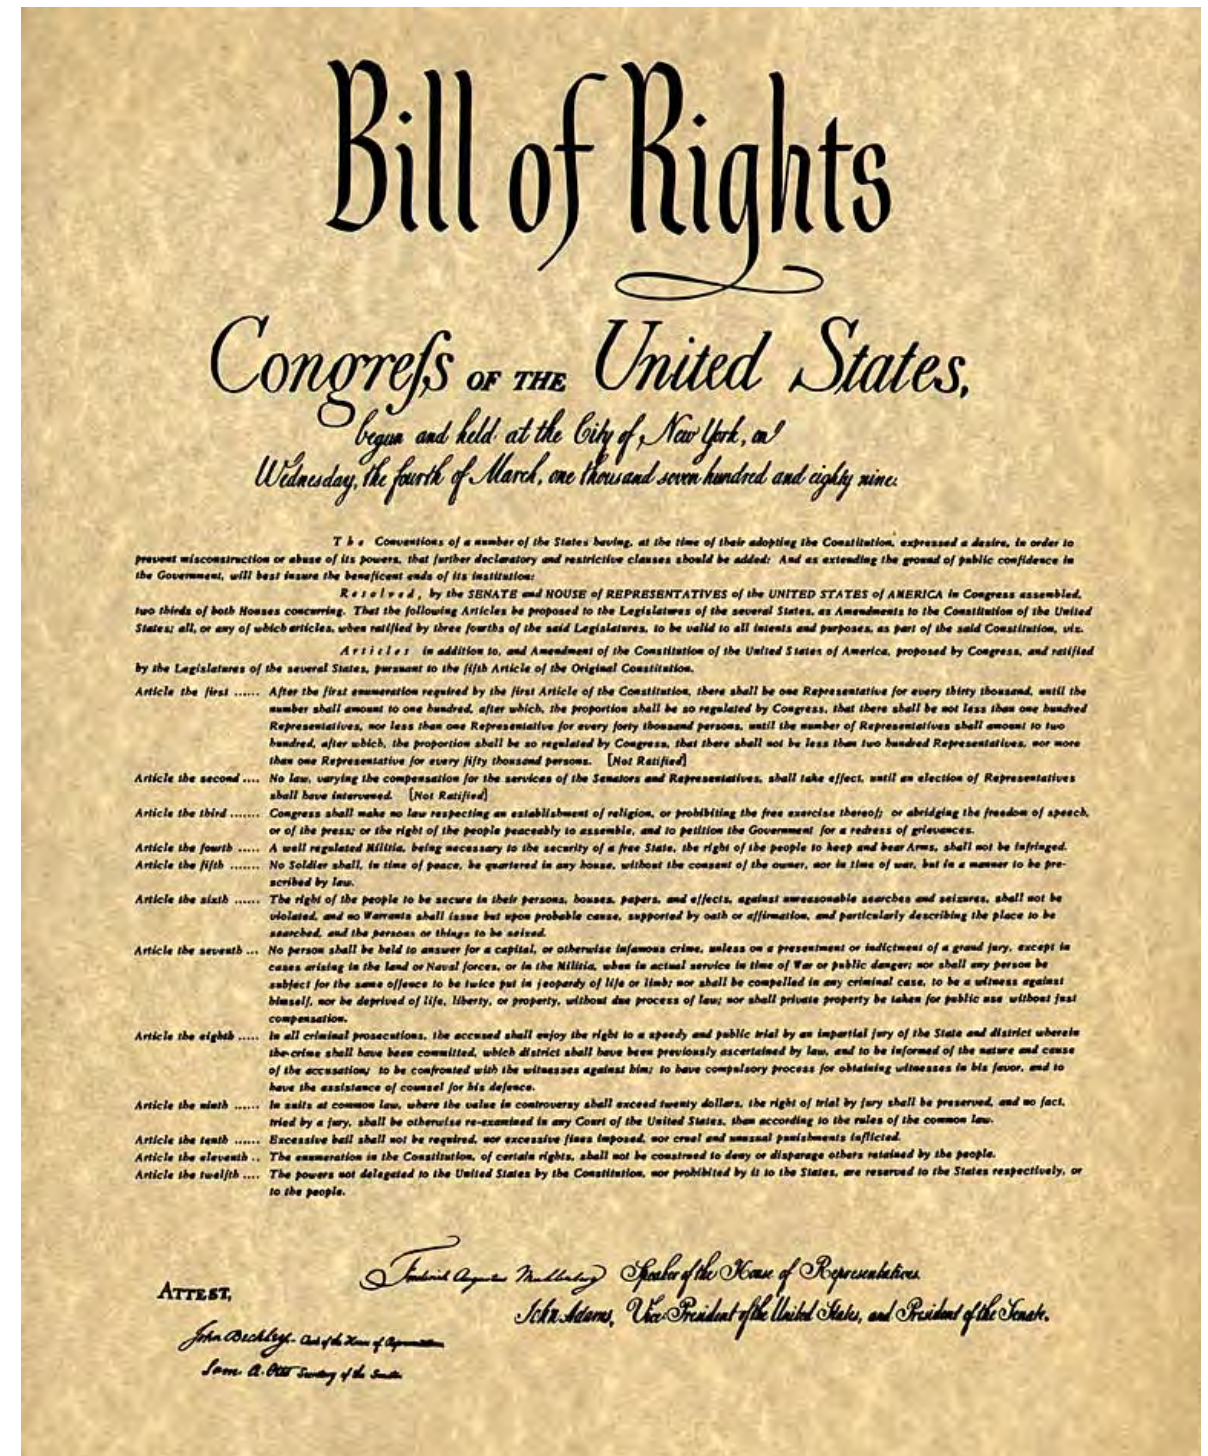 Bill of Rights
Congreſs OF THE United States,
begun and held at the City of New York, on
Wednesday, the fourth of March, one thousand seven hundred and eighty nine.
The Conventions of a number of the States having, at the time of their adopting the Constitution, expressed a desire, in order to
prevent misconstruction or abuse of its powers, that further declaratory and restrictive clauses should be added: And as extending the ground of public confidence in
the Government, will best insure the beneficent ends of its institution:
Resolved, by the SENATE and HOUSE of REPRESENTATIVES of the UNITED STATES of AMERICA in Congress assembled,
two thirds of both Houses concurring. That the following Articles be proposed to the Legislatures of the several States, as Amendments to the Constitution of the United
States; all, or any of which articles, when ratified by three fourths of the said Legislatures, to be valid to all intents and purposes, as part of the said Constitution, viz.
Articles in addition to, and Amendment of the Constitution of the United States of America, proposed by Congress, and ratified
by the Legislatures of the several States, pursuant to the fifth Article of the Original Constitution.
Article the first ...... After the first enumeration required by the first Article of the Constitution, there shall be one Representative for every thirty thousand, until the
number shall amount to one hundred, after which, the proportion shall be so regulated by Congress, that there shall be not less than one hundred
Representatives, nor less than one Representative for every forty thousand persons, until the number of Representatives shall amount to two
hundred, after which, the proportion shall be so regulated by Congress, that there shall not be less than two hundred Representatives, nor more
than one Representative for every fifty thousand persons. [Not Ratified]
Article the second .... No law, varying the compensation for the services of the Senators and Representatives, shall take effect, until an election of Representatives
shall have intervened. [Not Ratified]
Article the third ....... Congress shall make no law respecting an establishment of religion, or prohibiting the free exercise thereof; or abridging the freedom of speech,
or of the press; or the right of the people peaceably to assemble, and to petition the Government for a redress of grievances.
Article the fourth ..... A well regulated Militia, being necessary to the security of a free State, the right of the people to keep and bear Arms, shall not be infringed.
Article the fifth ....... No Soldier shall, in time of peace, be quartered in any house, without the consent of the owner, nor in time of war, but in a manner to be pre-
scribed by law.
Article the sixth ...... The right of the people to be secure in their persons, houses, papers, and effects, against unreasonable searches and seizures, shall not be
violated, and no Warrants shall issue but upon probable cause, supported by oath or affirmation, and particularly describing the place to be
searched, and the persons or things to be seized.
Article the seventh ... No person shall be held to answer for a capital, or otherwise infamous crime, unless on a presentment or indictment of a grand jury, except in
cases arising in the land or Naval forces, or in the Militia, when in actual service in time of War or public danger; nor shall any person be
subject for the same offence to be twice put in jeopardy of life or limb; nor shall be compelled in any criminal case, to be a witness against
himself, nor be deprived of life, liberty, or property, without due process of law; nor shall private property be taken for public use without just
compensation.
Article the eighth ..... In all criminal prosecutions, the accused shall enjoy the right to a speedy and public trial by an impartial jury of the State and district wherein
the crime shall have been committed, which district shall have been previously ascertained by law, and to be informed of the nature and cause
of the accusation; to be confronted with the witnesses against him; to have compulsory process for obtaining witnesses in his favor, and to
have the assistance of counsel for his defence.
Article the ninth ...... In suits at common law, where the value in controversy shall exceed twenty dollars, the right of trial by jury shall be preserved, and no fact,
tried by a jury, shall be otherwise re-examined in any Court of the United States, than according to the rules of the common law.
Article the tenth ...... Excessive bail shall not be required, nor excessive fines imposed, nor cruel and unusual punishments inflicted.
Article the eleventh .. The enumeration in the Constitution, of certain rights, shall not be construed to deny or disparage others retained by the people.
Article the twelfth .... The powers not delegated to the United States by the Constitution, nor prohibited by it to the States, are reserved to the States respectively, or
to the people.
Frederick Augustus Muhlenberg Speaker of the House of Representatives.
ATTEST,
John Adams, Vice-President of the United States, and President of the Senate.
John Beckley - Clerk of the House of Representatives
Sam. A. Otis Secretary of the Senate